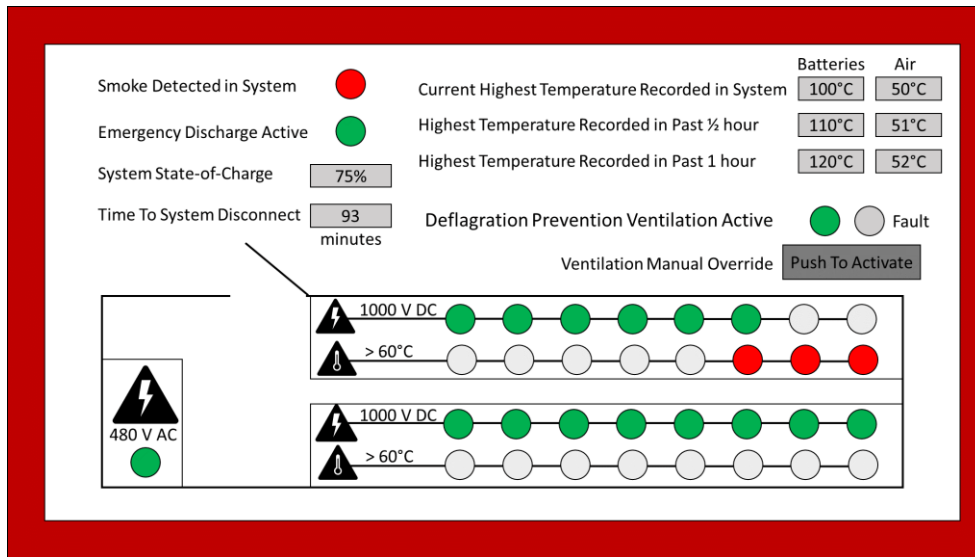 Batteries Air
Smoke Detected in System
Current Highest Temperature Recorded in System 100°C 50°C
Emergency Discharge Active
Highest Temperature Recorded in Past ½ hour 110°C 51°C
System State-of-Charge 75%
Highest Temperature Recorded in Past 1 hour 120°C 52°C
Time To System Disconnect 93
minutes
Deflagration Prevention Ventilation Active Fault
Ventilation Manual Override Push To Activate
1000 V DC
> 60°C
480 V AC
1000 V DC
> 60°C